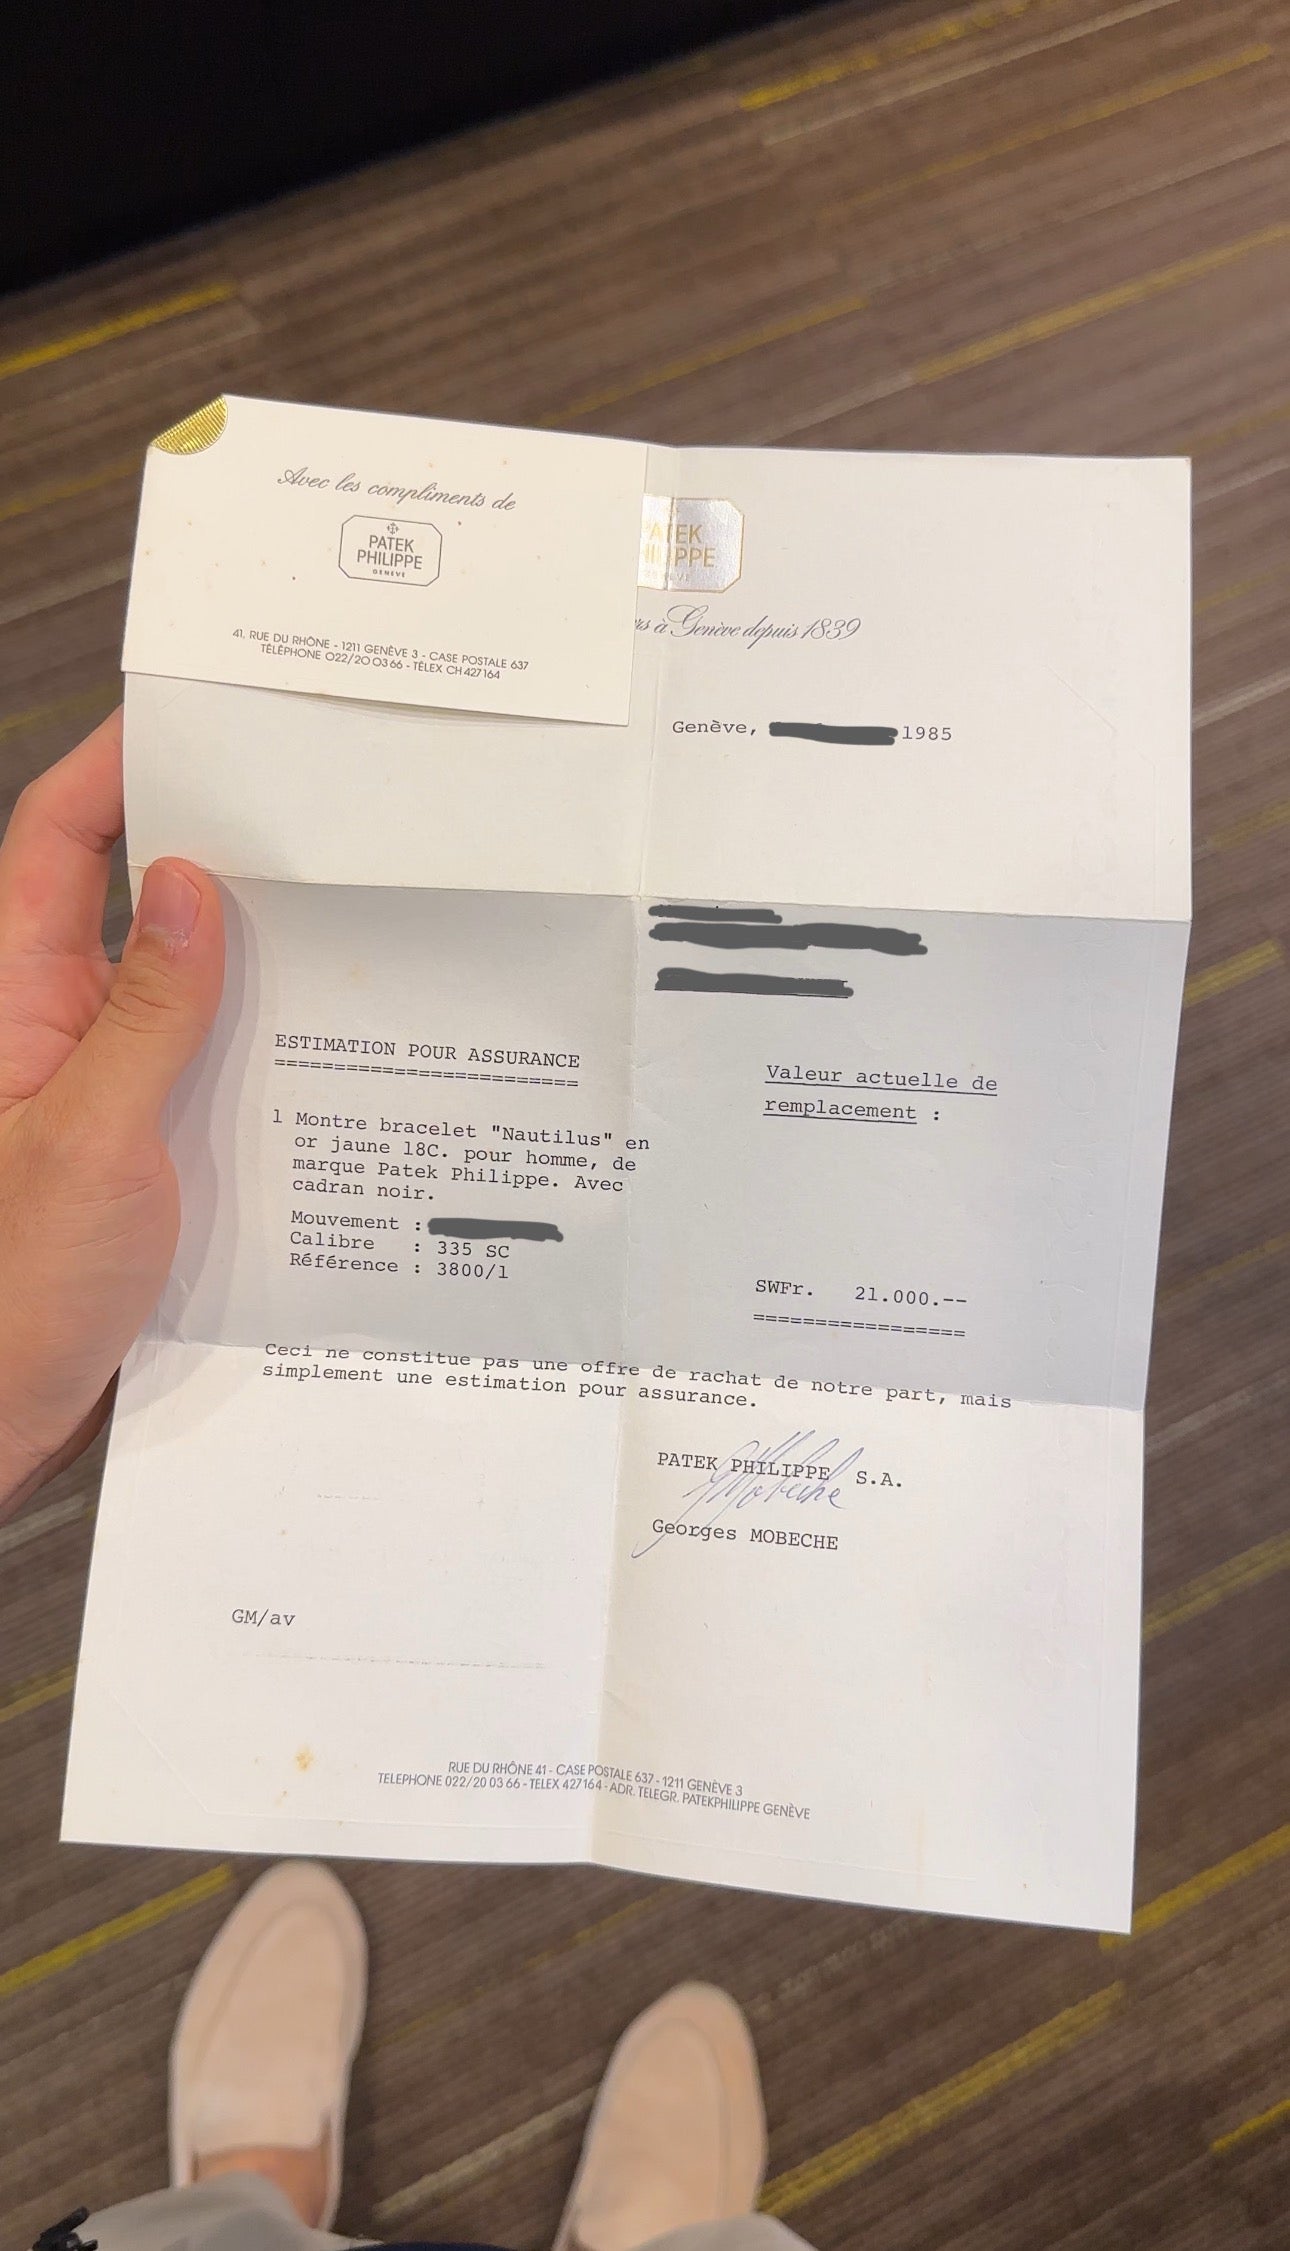 Avec les compliments de
PATEK
PHILIPPE
GENÈVE
41, RUE DU RHÔNE - 1211 GENÈVE 3 - CASE POSTALE 637
TÉLÉPHONE 022/20 03 66 - TÉLEX CH 427 164
à Genève depuis 1839
Genève, 1985
ESTIMATION POUR ASSURANCE
=========================
Valeur actuelle de
remplacement :
1 Montre bracelet "Nautilus" en
or jaune 18C. pour homme, de
marque Patek Philippe. Avec
cadran noir.
Mouvement :
Calibre : 335 SC
Référence : 3800/1
SWFr. 21.000.--
=================
Ceci ne constitue pas une offre de rachat de notre part, mais
simplement une estimation pour assurance.
PATEK PHILIPPE S.A.
Georges MOBECHE
GM/av
RUE DU RHÔNE 41 - CASE POSTALE 637 - 1211 GENÈVE 3
TELEPHONE 022/20 03 66 - TELEX 427 164 - ADR. TELEGR. PATEKPHILIPPE GENÈVE